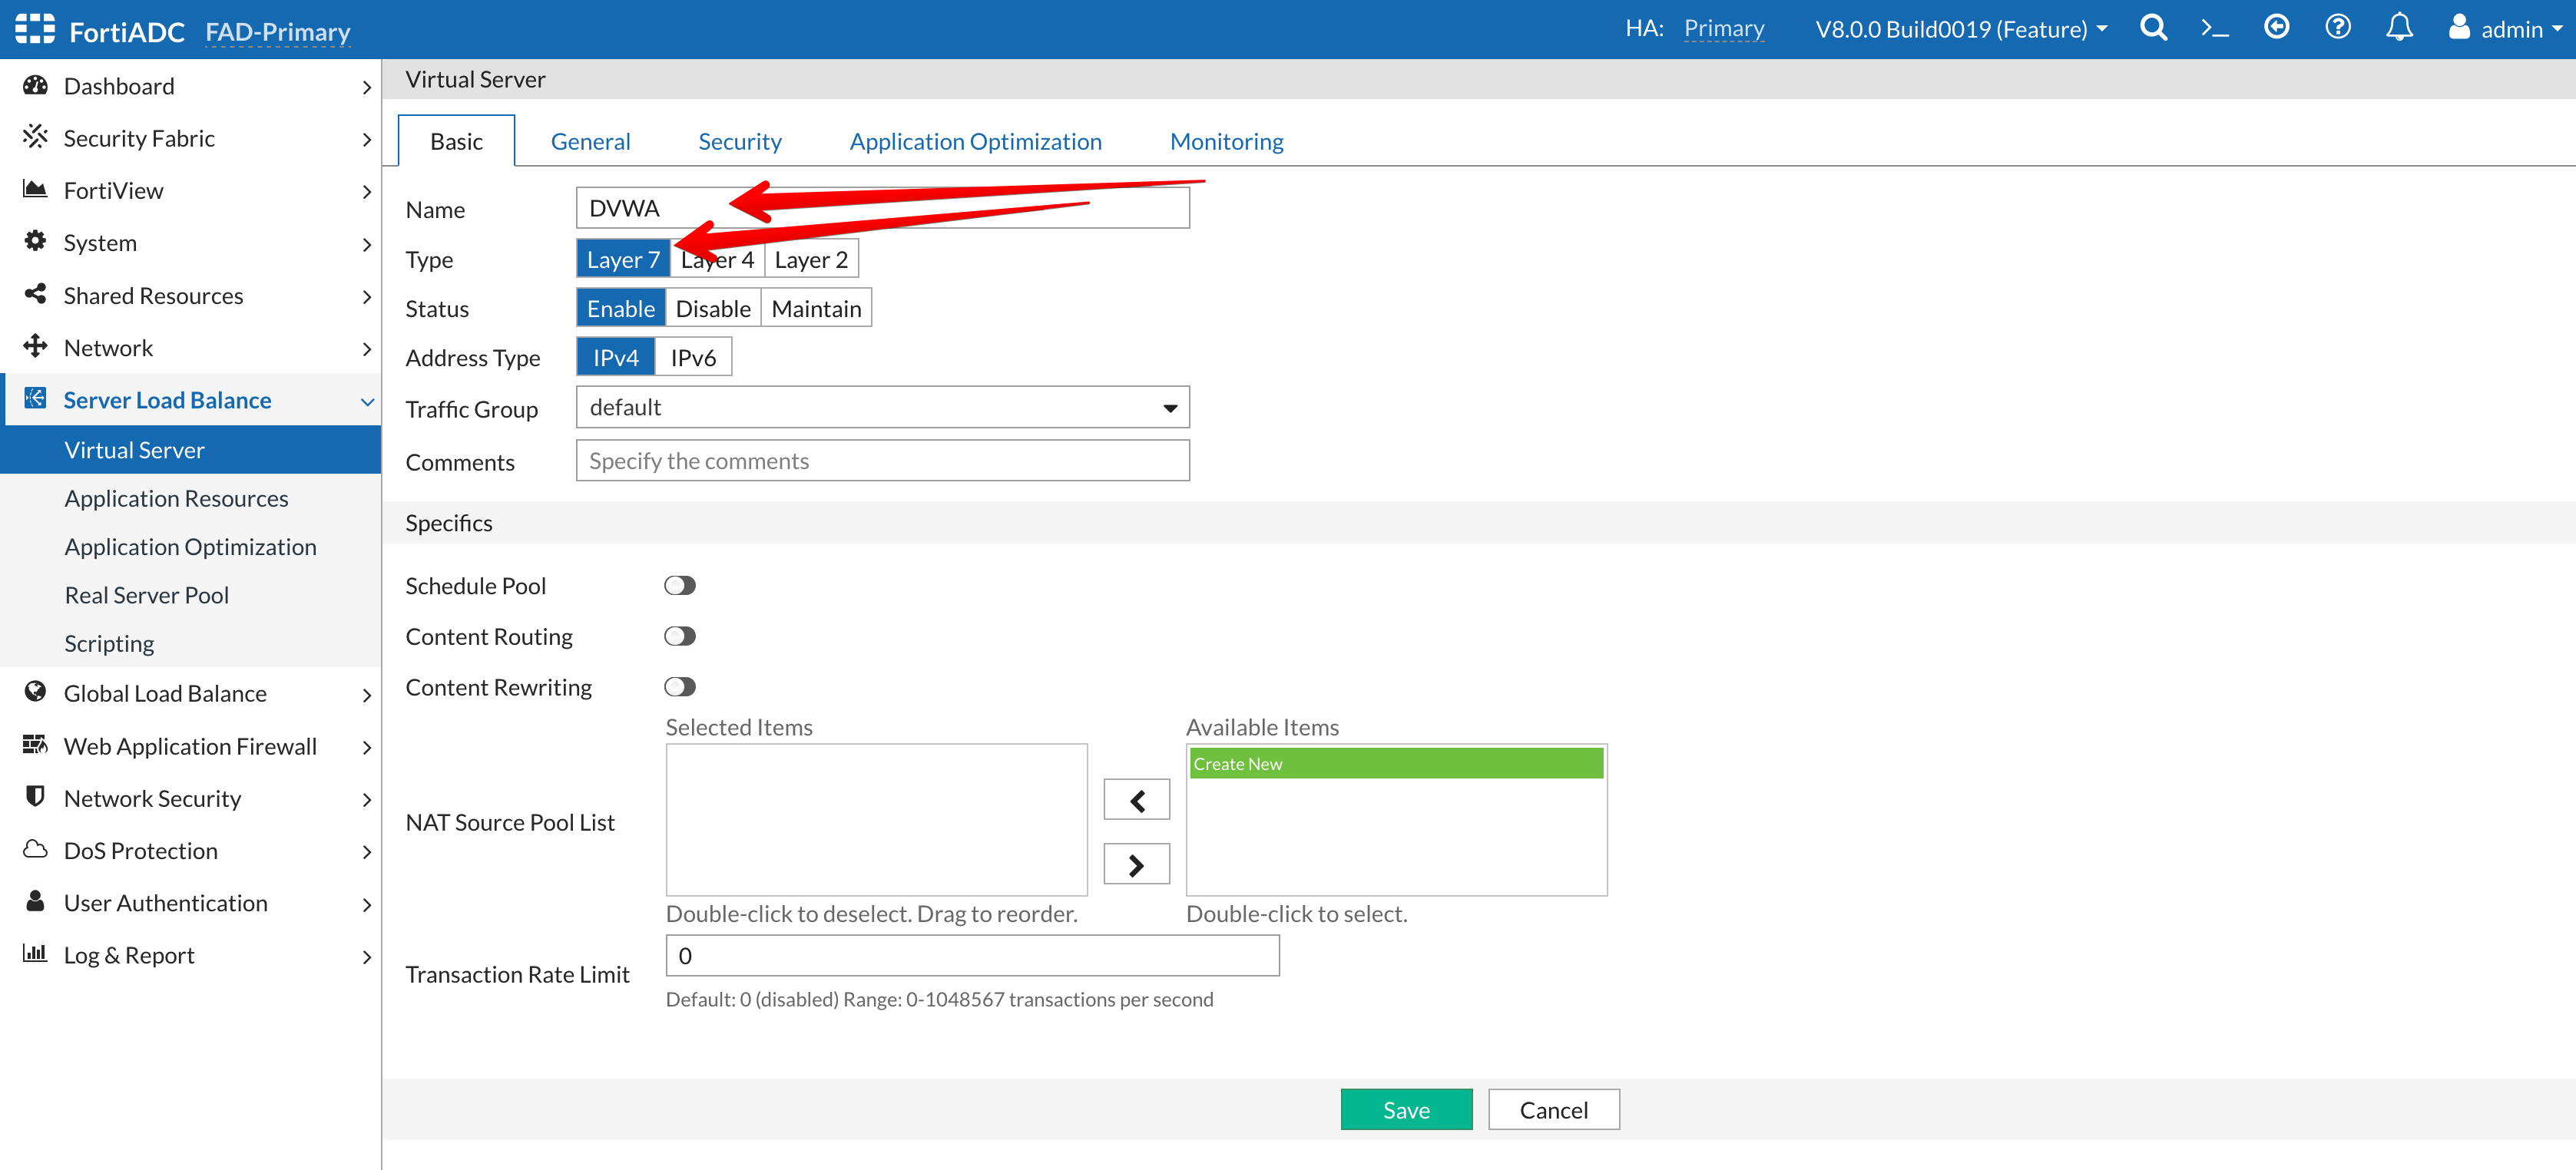 FortiADC FAD-Primary HA: Primary V8.0.0 Build0019 (Feature) admin
Dashboard
Security Fabric
FortiView
System
Shared Resources
Network
Server Load Balance
Virtual Server
Application Resources
Application Optimization
Real Server Pool
Scripting
Global Load Balance
Web Application Firewall
Network Security
DoS Protection
User Authentication
Log & Report
Virtual Server
Basic General Security Application Optimization Monitoring
Name DVWA
Type Layer 7 Layer 4 Layer 2
Status Enable Disable Maintain
Address Type IPv4 IPv6
Traffic Group default
Comments Specify the comments
Specifics
Schedule Pool
Content Routing
Content Rewriting
Selected Items Available Items
Create New
NAT Source Pool List
Double-click to deselect. Drag to reorder. Double-click to select.
Transaction Rate Limit 0
Default: 0 (disabled) Range: 0-1048567 transactions per second
Save Cancel